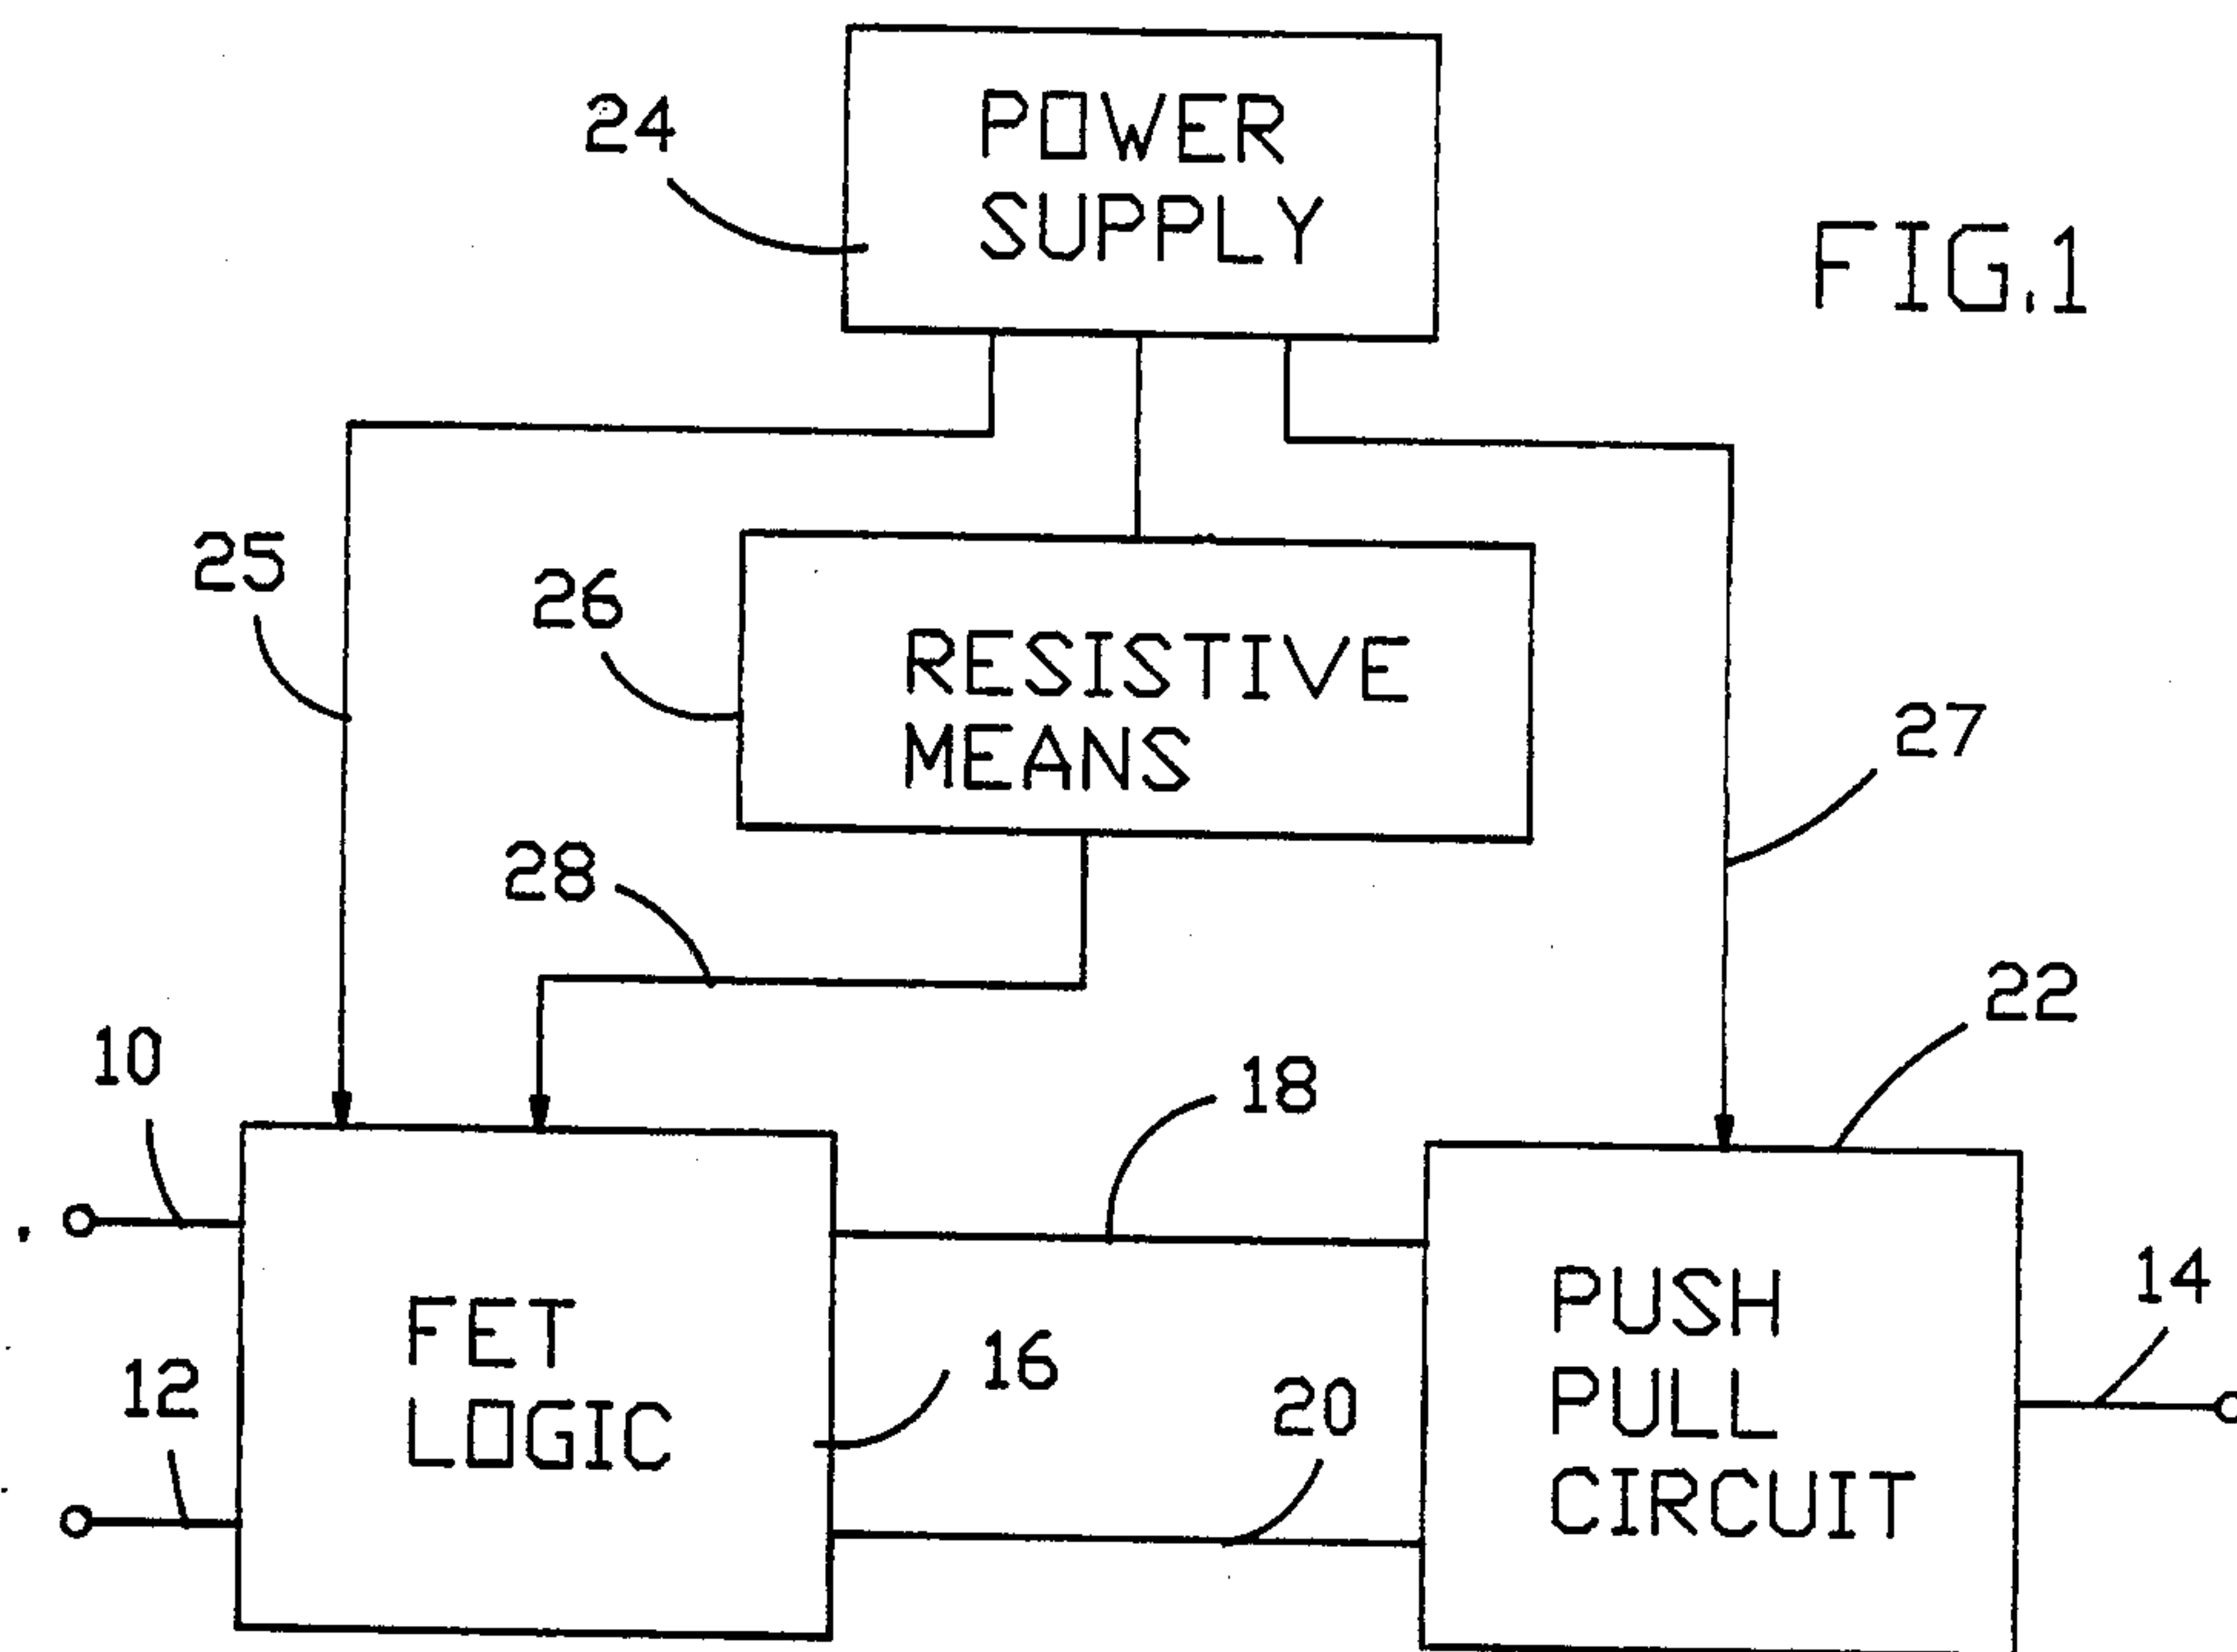 POWER
SUPPLY
24
FIG.1
25
26
RESISTIVE
MEANS
27
28
22
10
18
FET
LOGIC
16
12
20
PUSH
PULL
CIRCUIT
14